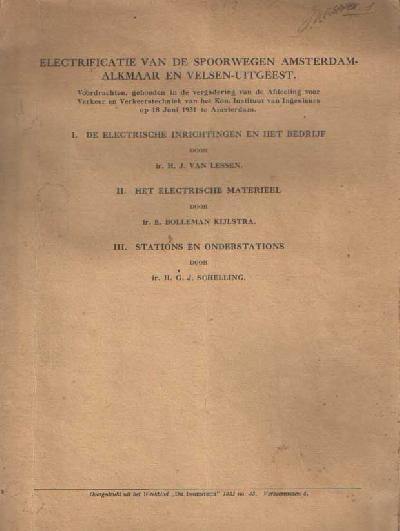 ELECTRIFICATIE VAN DE SPOORWEGEN AMSTERDAM-
ALKMAAR EN VELSEN-UITGEEST.
Voordrachten, gehouden in de vergadering van de Afdeeling voor
Verkeer en Verkeerstechniek van het Kon. Instituut van Ingenieurs
op 18 Juni 1931 te Amsterdam.
I. DE ELECTRISCHE INRICHTINGEN EN HET BEDRIJF
DOOR
ir. H. J. VAN LESSEN.
II. HET ELECTRISCHE MATERIEEL
DOOR
ir. E. BOLLEMAN KIJLSTRA.
III. STATIONS EN ONDERSTATIONS
DOOR
ir. H. G. J. SCHELLING.
Overgedrukt uit het Weekblad „De Ingenieur" no.